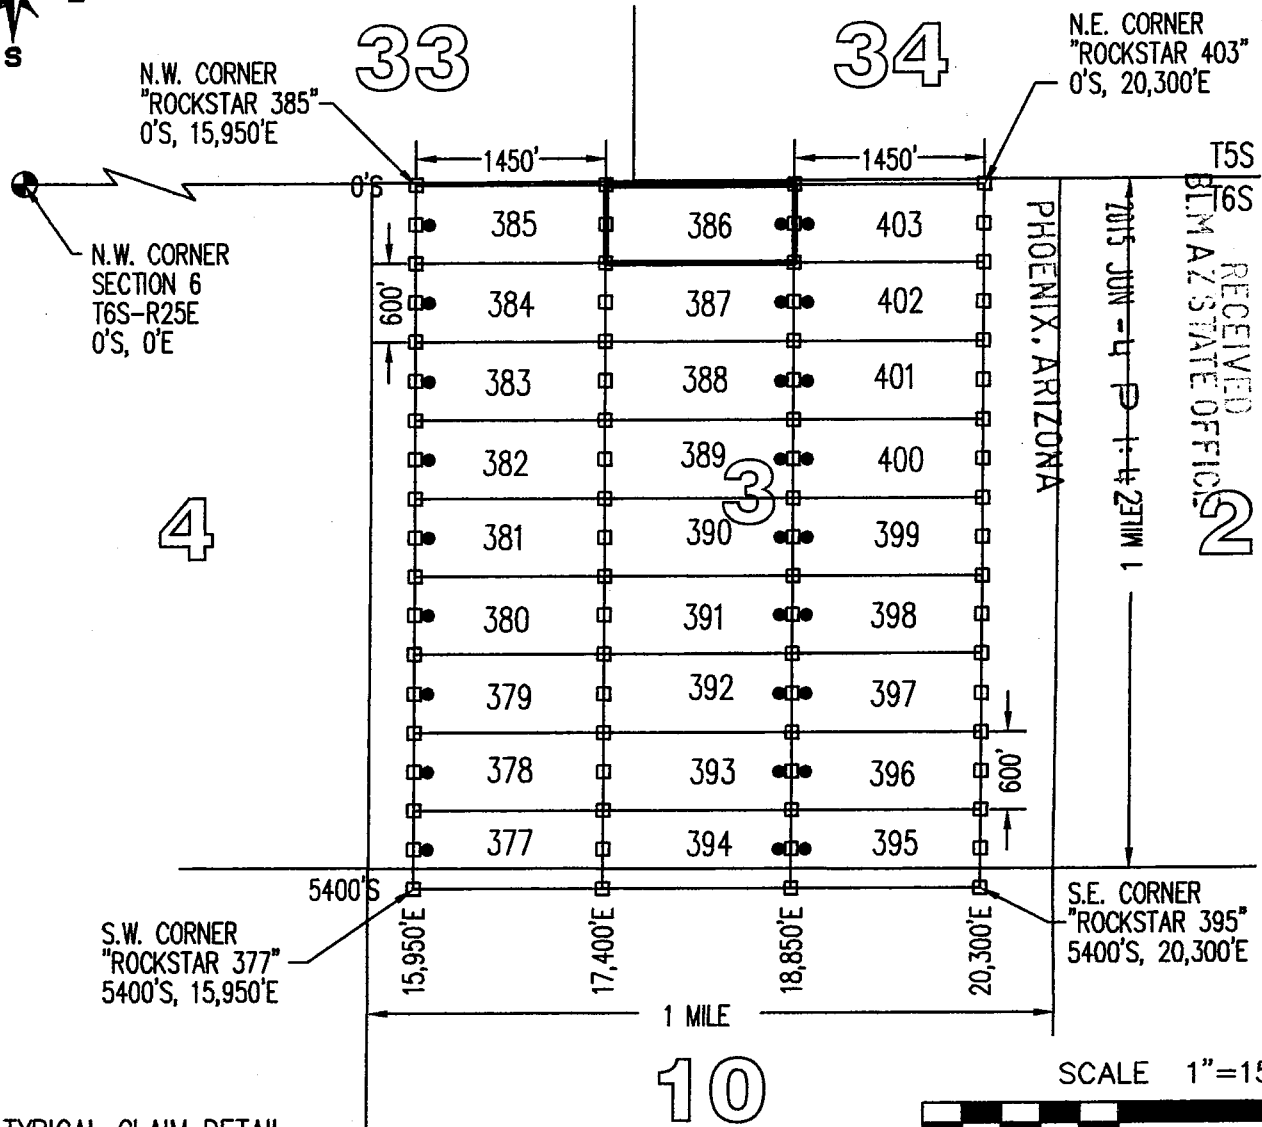 S
33
34
N.W. CORNER
"ROCKSTAR 385"
0'S, 15,950'E
N.E. CORNER
"ROCKSTAR 403"
0'S, 20,300'E
1450'
1450'
T5S
T6S
0'S
N.W. CORNER
SECTION 6
T6S-R25E
0'S, 0'E
385
386
403
600'
384
387
402
383
388
401
382
389
400
3
4
381
390
399
380
391
398
379
392
397
378
393
396
600'
377
394
395
PHOENIX, ARIZONA
2015 JUN -4 P 1:42
1 MILE
RECEIVED
BLM AZ STATE OFFICE
2
5400'S
S.W. CORNER
"ROCKSTAR 377"
5400'S, 15,950'E
15,950'E
17,400'E
18,850'E
20,300'E
S.E. CORNER
"ROCKSTAR 395"
5400'S, 20,300'E
1 MILE
10
SCALE 1"=15
TYPICAL CLAIM DETAIL